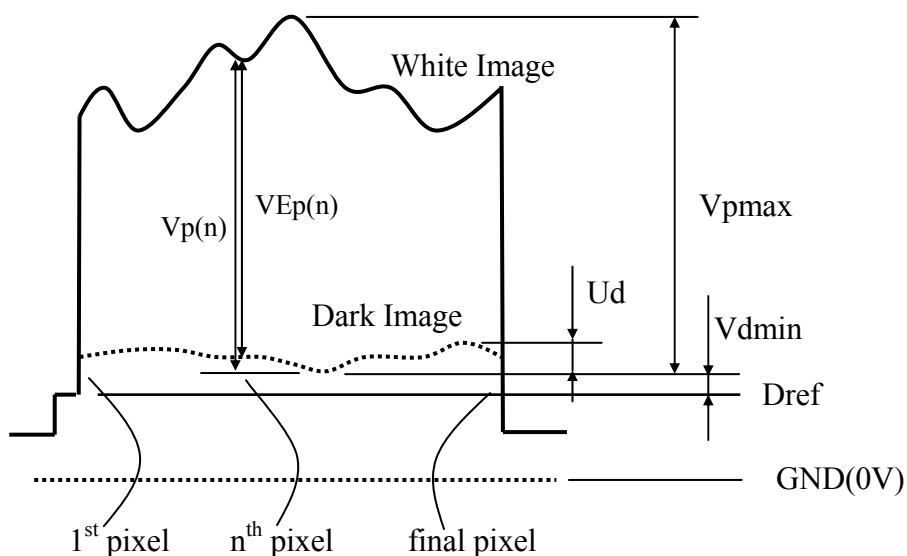 White Image
VEp(n)
Vp(n)
Vpmax
Ud
Dark Image
Vdmin
Dref
GND(0V)
1st pixel
nth pixel
final pixel